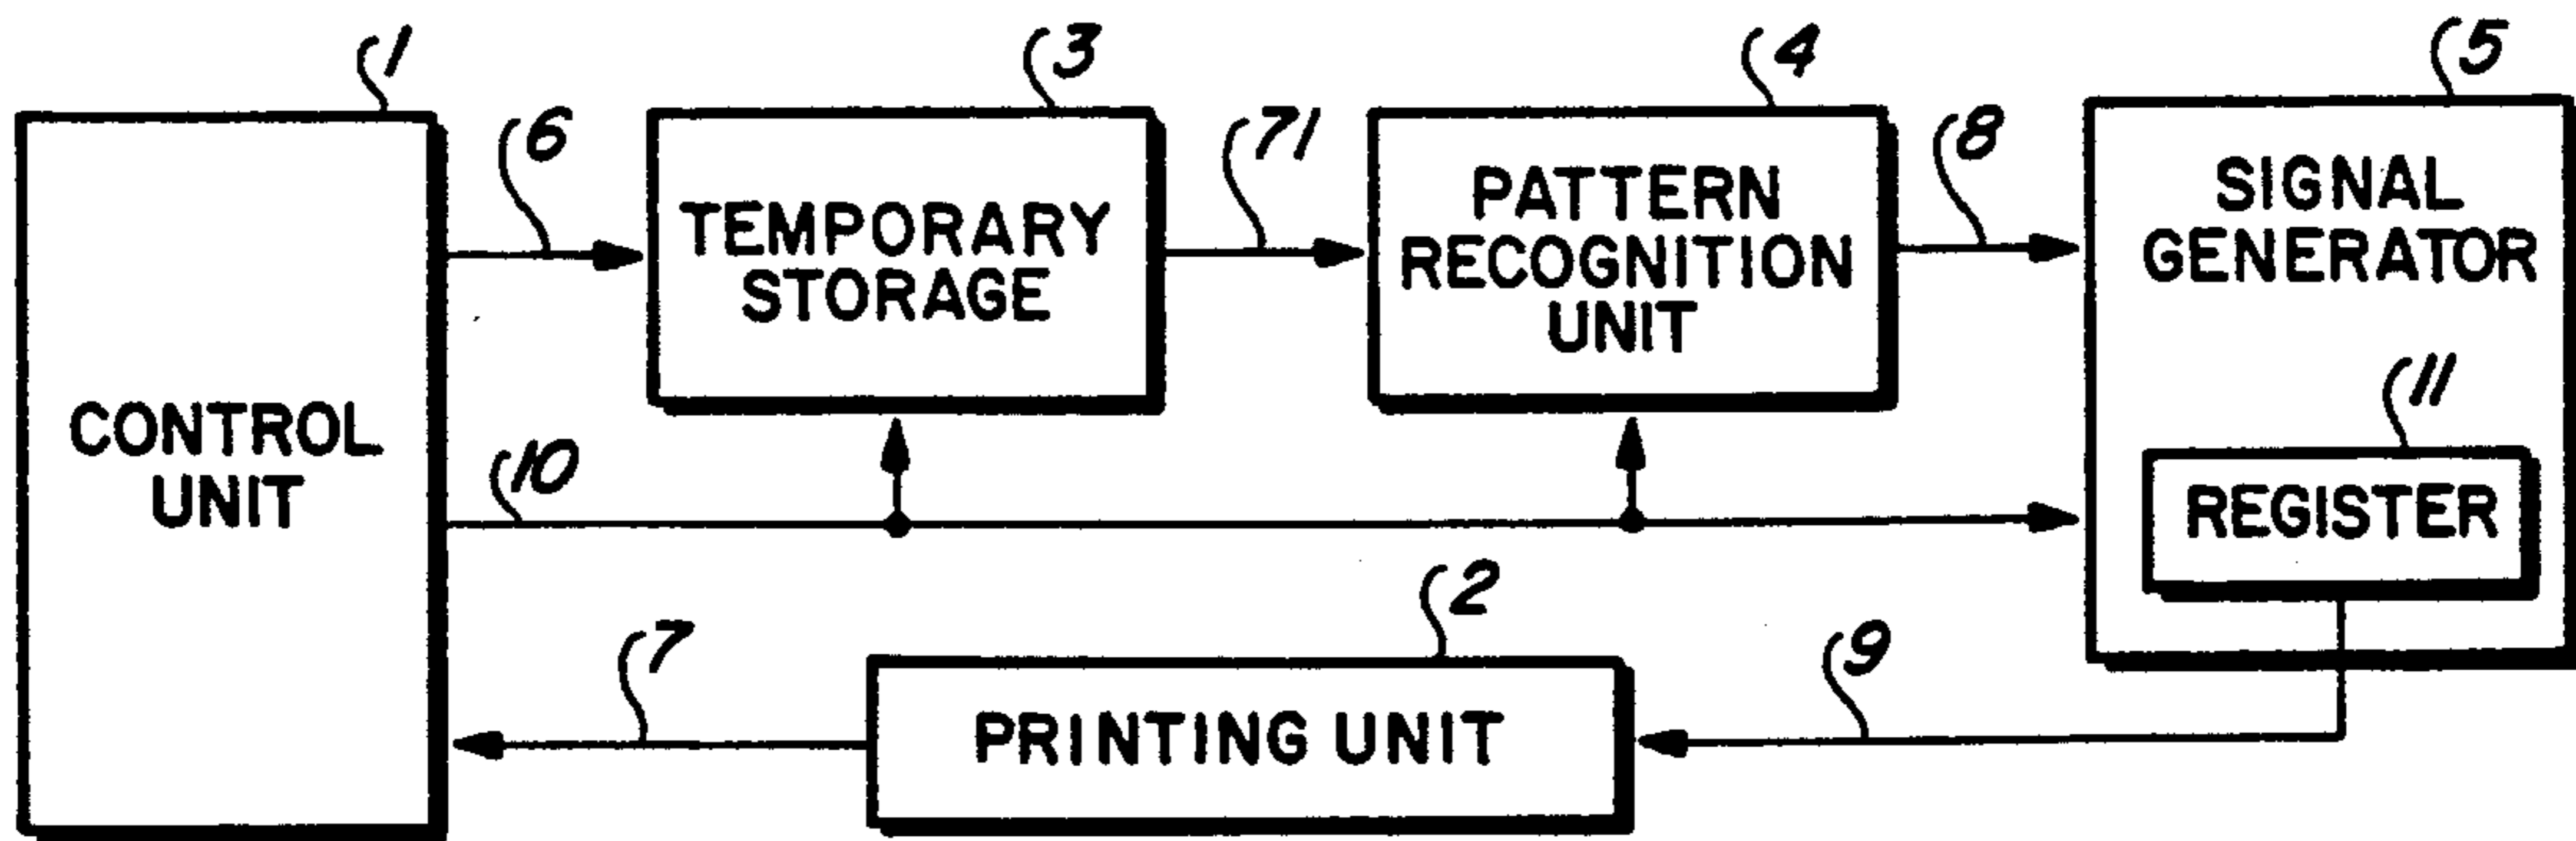 1
3
4
5
6
71
8
TEMPORARY
STORAGE
PATTERN
RECOGNITION
UNIT
SIGNAL
GENERATOR
CONTROL
UNIT
10
11
REGISTER
2
7
9
PRINTING UNIT